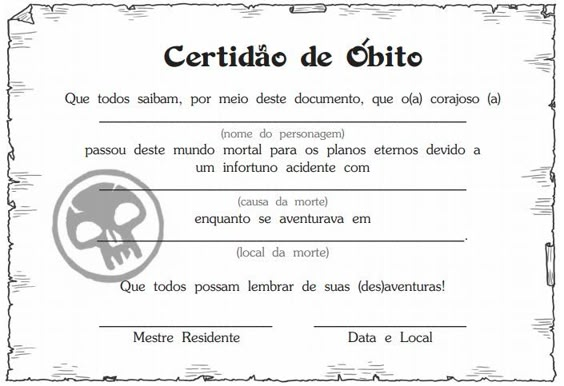 Certidão de Óbito
Que todos saibam, por meio deste documento, que o(a) corajoso (a)
(nome do personagem)
passou deste mundo mortal para os planos eternos devido a
um infortuno acidente com
(causa da morte)
enquanto se aventurava em
.
(local da morte)
Que todos possam lembrar de suas (des)aventuras!
Mestre Residente Data e Local